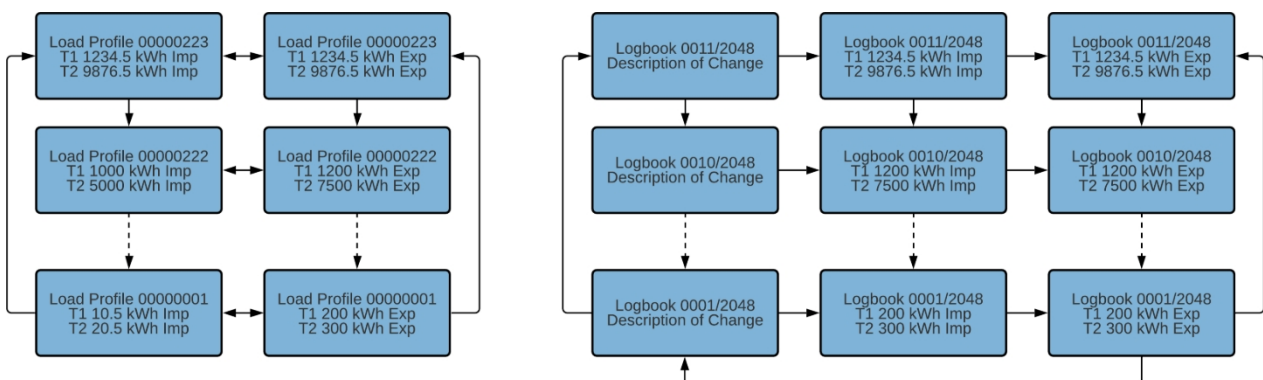 Load Profile 00000223
T1 1234.5 kWh Imp
T2 9876.5 kWh Imp
Load Profile 00000223
T1 1234.5 kWh Exp
T2 9876.5 kWh Exp
Logbook 0011/2048
Description of Change
Logbook 0011/2048
T1 1234.5 kWh Imp
T2 9876.5 kWh Imp
Logbook 0011/2048
T1 1234.5 kWh Exp
T2 9876.5 kWh Exp
Load Profile 00000222
T1 1000 kWh Imp
T2 5000 kWh Imp
Load Profile 00000222
T1 1200 kWh Exp
T2 7500 kWh Exp
Logbook 0010/2048
Description of Change
Logbook 0010/2048
T1 1200 kWh Imp
T2 7500 kWh Imp
Logbook 0010/2048
T1 1200 kWh Exp
T2 7500 kWh Exp
Load Profile 00000001
T1 10.5 kWh Imp
T2 20.5 kWh Imp
Load Profile 00000001
T1 200 kWh Exp
T2 300 kWh Exp
Logbook 0001/2048
Description of Change
Logbook 0001/2048
T1 200 kWh Imp
T2 300 kWh Imp
Logbook 0001/2048
T1 200 kWh Exp
T2 300 kWh Exp